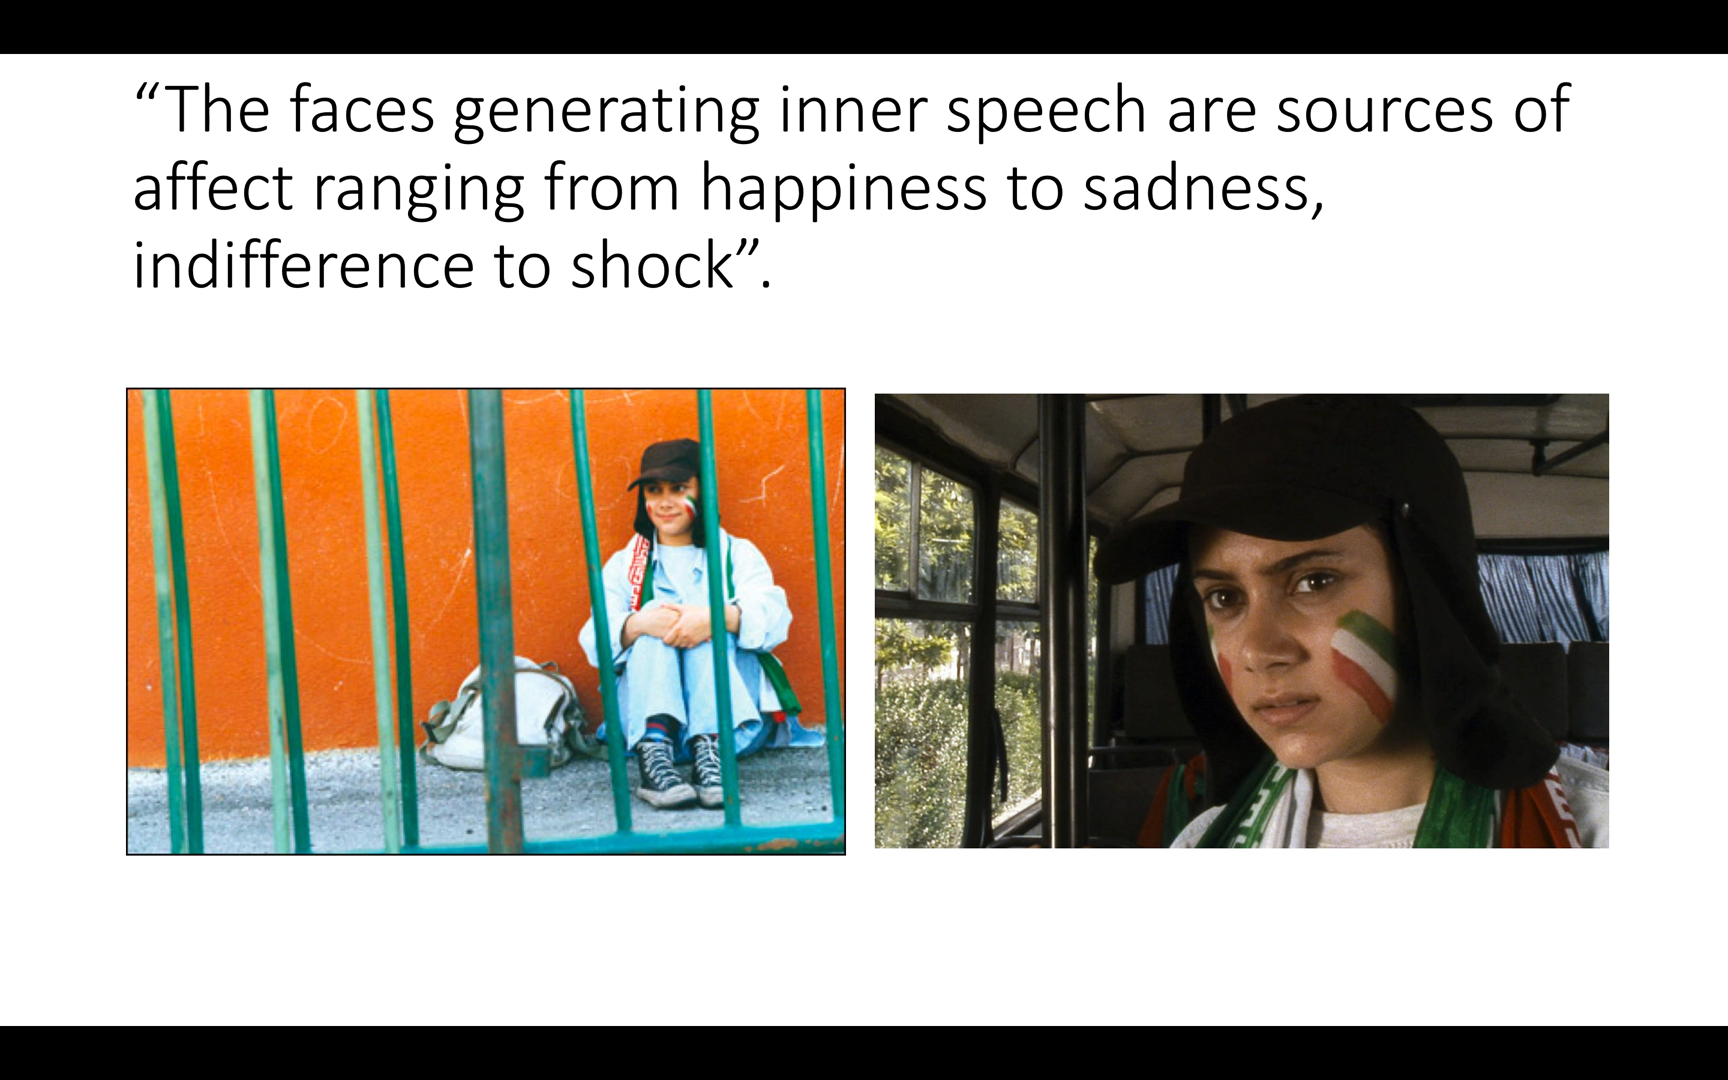 “The faces generating inner speech are sources of
affect ranging from happiness to sadness,
indifference to shock”.